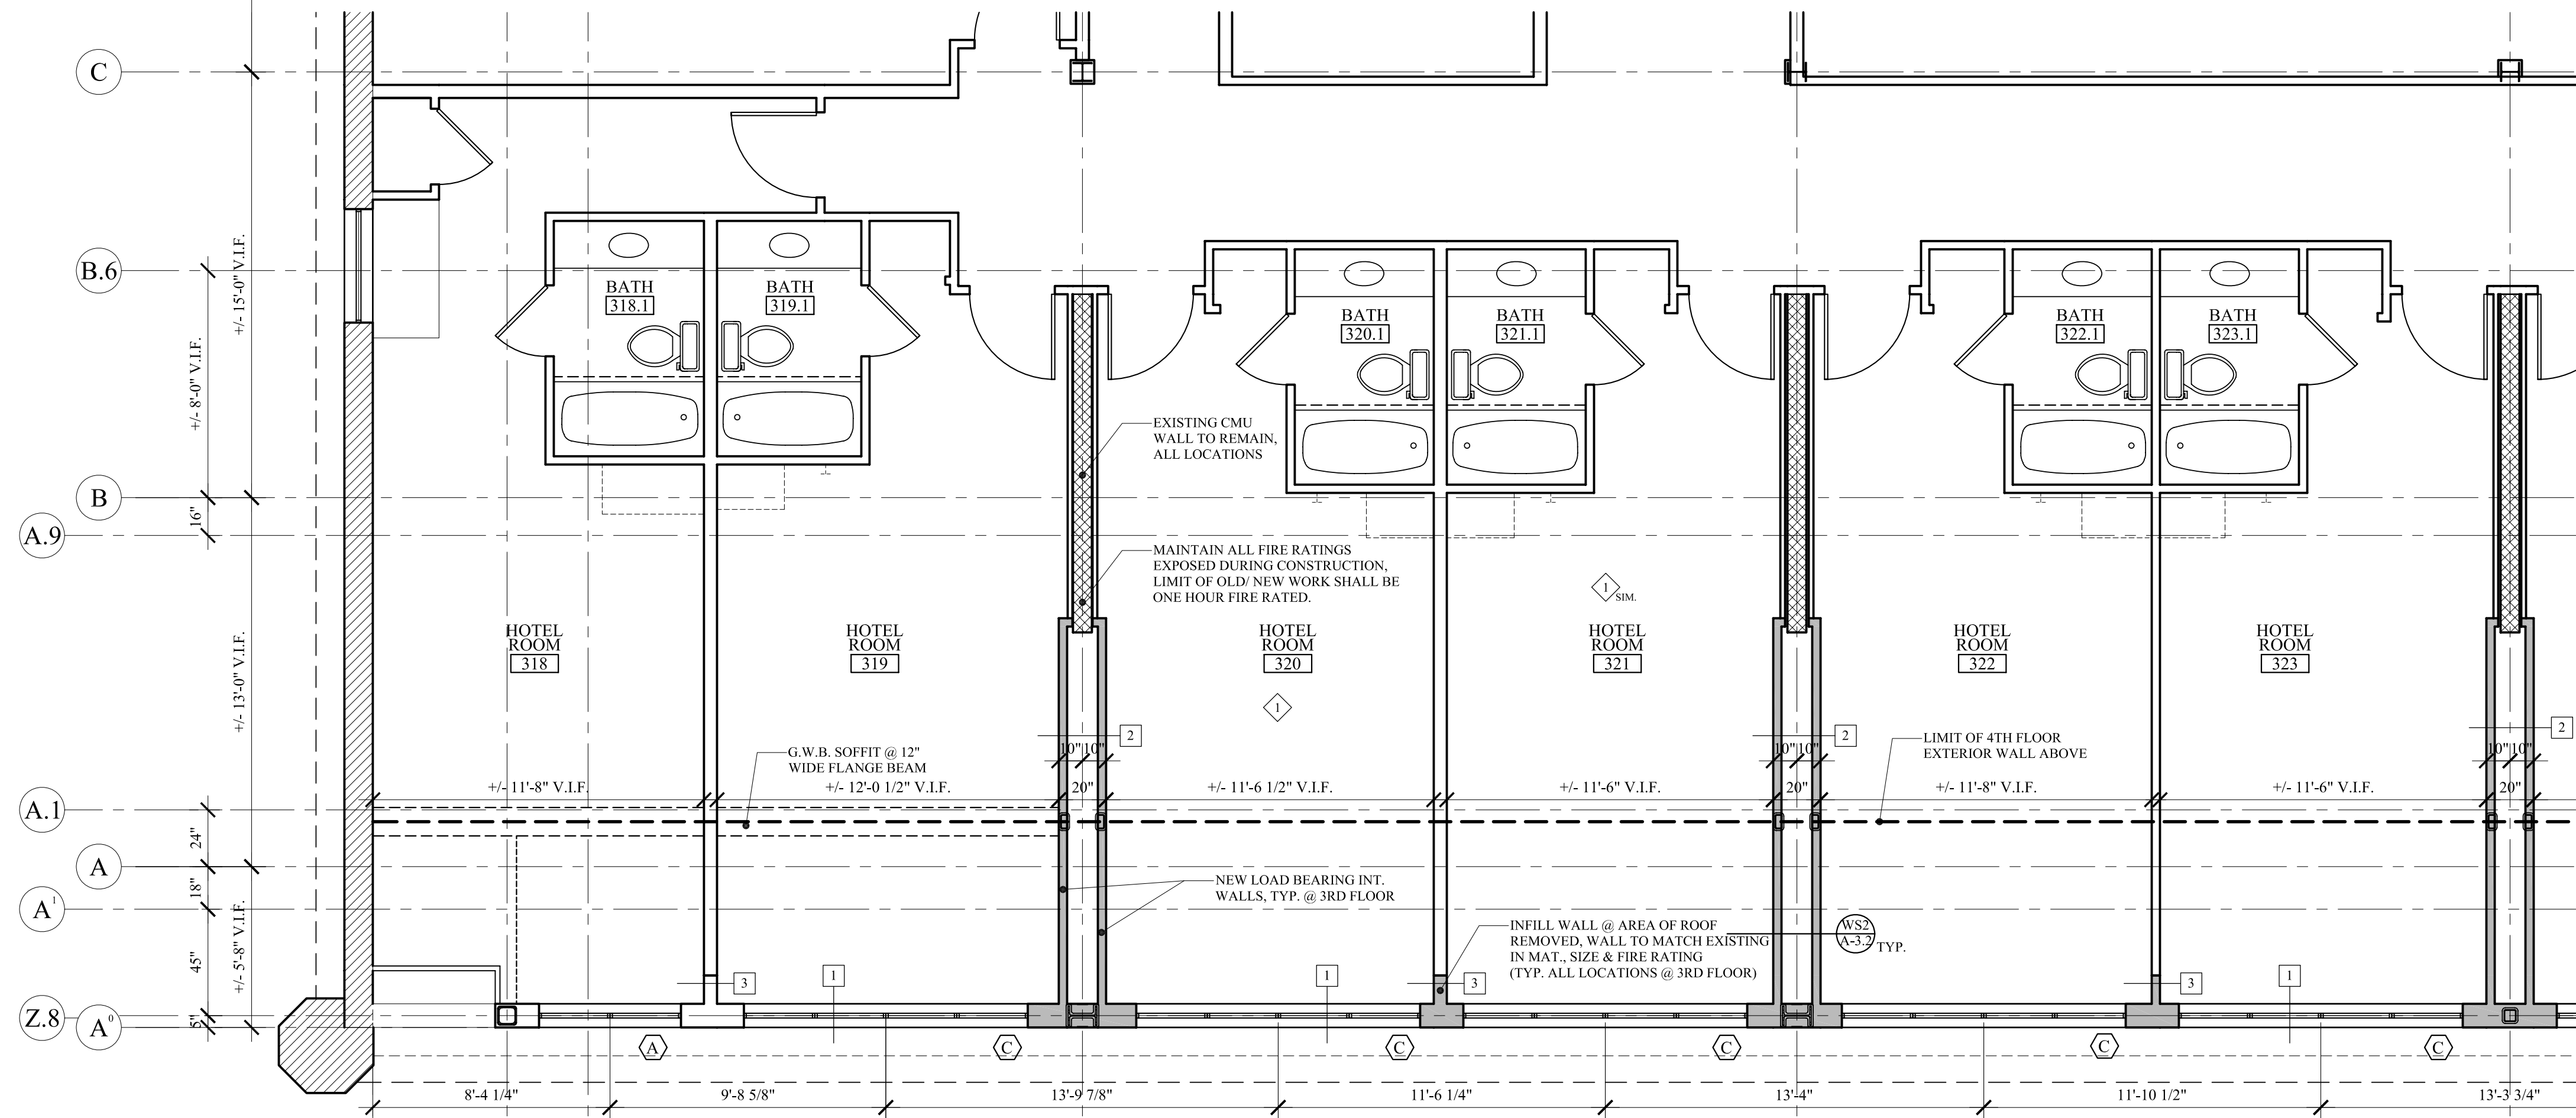 C
B.6
B
A.9
A.1
A
A1
Z.8
A0
+/- 15'-0" V.I.F.
+/- 8'-0" V.I.F.
16"
+/- 13'-0" V.I.F.
24"
18"
45"
+/- 5'-8" V.I.F.
5"
BATH
318.1
BATH
319.1
BATH
320.1
BATH
321.1
BATH
322.1
BATH
323.1
EXISTING CMU
WALL TO REMAIN,
ALL LOCATIONS
MAINTAIN ALL FIRE RATINGS
EXPOSED DURING CONSTRUCTION,
LIMIT OF OLD/ NEW WORK SHALL BE
ONE HOUR FIRE RATED.
1
SIM.
HOTEL
ROOM
318
HOTEL
ROOM
319
HOTEL
ROOM
320
HOTEL
ROOM
321
HOTEL
ROOM
322
HOTEL
ROOM
323
1
2
2
2
10"
10"
10"
10"
10"
10"
G.W.B. SOFFIT @ 12"
WIDE FLANGE BEAM
LIMIT OF 4TH FLOOR
EXTERIOR WALL ABOVE
+/- 11'-8" V.I.F.
+/- 12'-0 1/2" V.I.F.
20"
+/- 11'-6 1/2" V.I.F.
+/- 11'-6" V.I.F.
20"
+/- 11'-8" V.I.F.
+/- 11'-6" V.I.F.
20"
NEW LOAD BEARING INT.
WALLS, TYP. @ 3RD FLOOR
INFILL WALL @ AREA OF ROOF
REMOVED, WALL TO MATCH EXISTING
IN MAT., SIZE & FIRE RATING
(TYP. ALL LOCATIONS @ 3RD FLOOR)
WS2
A-3.2
TYP.
3
1
1
3
3
1
A
C
C
C
C
C
8'-4 1/4"
9'-8 5/8"
13'-9 7/8"
11'-6 1/4"
13'-4"
11'-10 1/2"
13'-3 3/4"